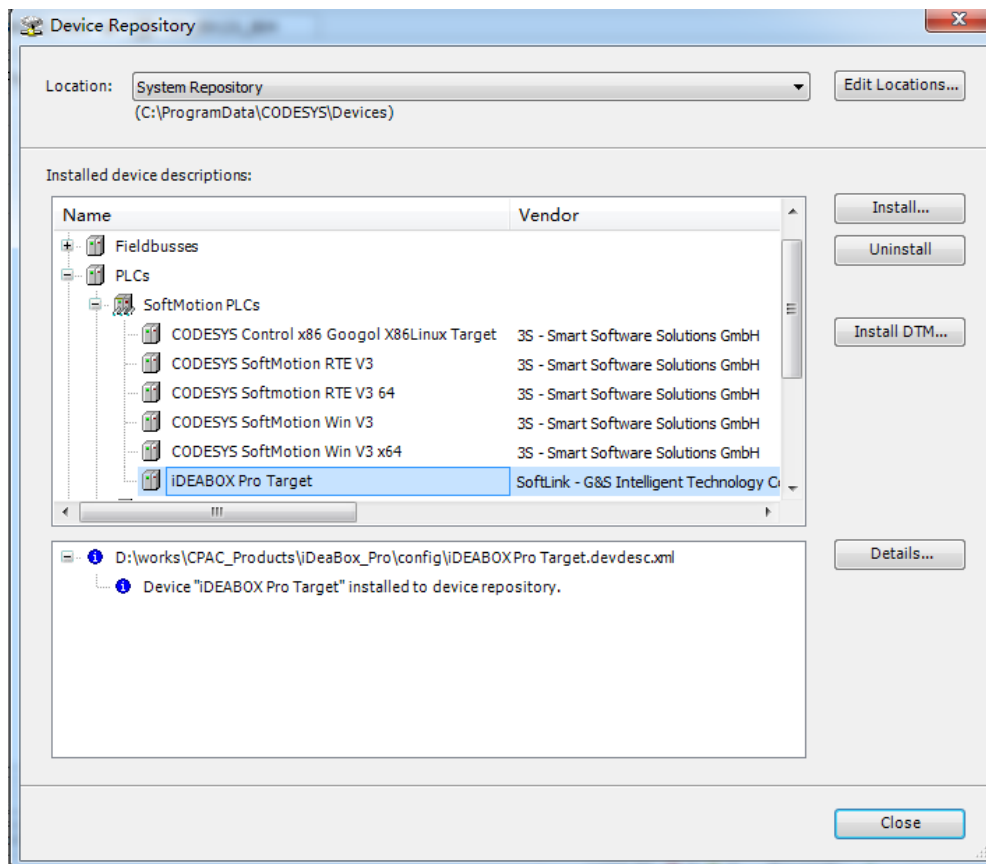 Device Repository
Location:
System Repository
Edit Locations...
(C:\ProgramData\CODESYS\Devices)
Installed device descriptions:
Name Vendor
Install...
Fieldbusses
Uninstall
PLCs
SoftMotion PLCs
CODESYS Control x86 Googol X86Linux Target 3S - Smart Software Solutions GmbH
Install DTM...
CODESYS SoftMotion RTE V3 3S - Smart Software Solutions GmbH
CODESYS Softmotion RTE V3 64 3S - Smart Software Solutions GmbH
CODESYS SoftMotion Win V3 3S - Smart Software Solutions GmbH
CODESYS SoftMotion Win V3 x64 3S - Smart Software Solutions GmbH
iDEABOX Pro Target SoftLink - G&S Intelligent Technology
D:\works\CPAC_Products\iDeaBox_Pro\config\iDEABOX Pro Target.devdesc.xml
Details...
Device "iDEABOX Pro Target" installed to device repository.
Close